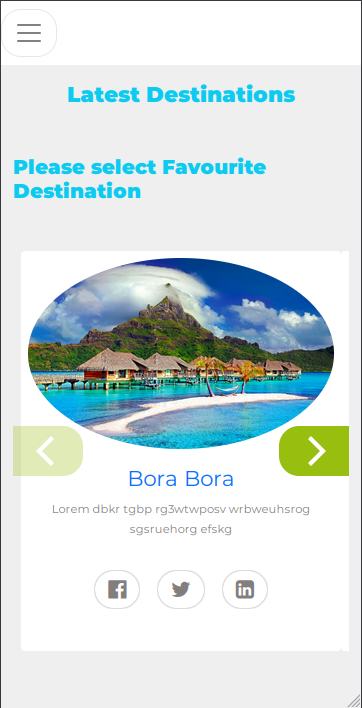 Latest Destinations
Please select Favourite
Destination
Bora Bora
Lorem dbkr tgbp rg3wtwposv wrbweuhsrog
sgsruehorg efskg